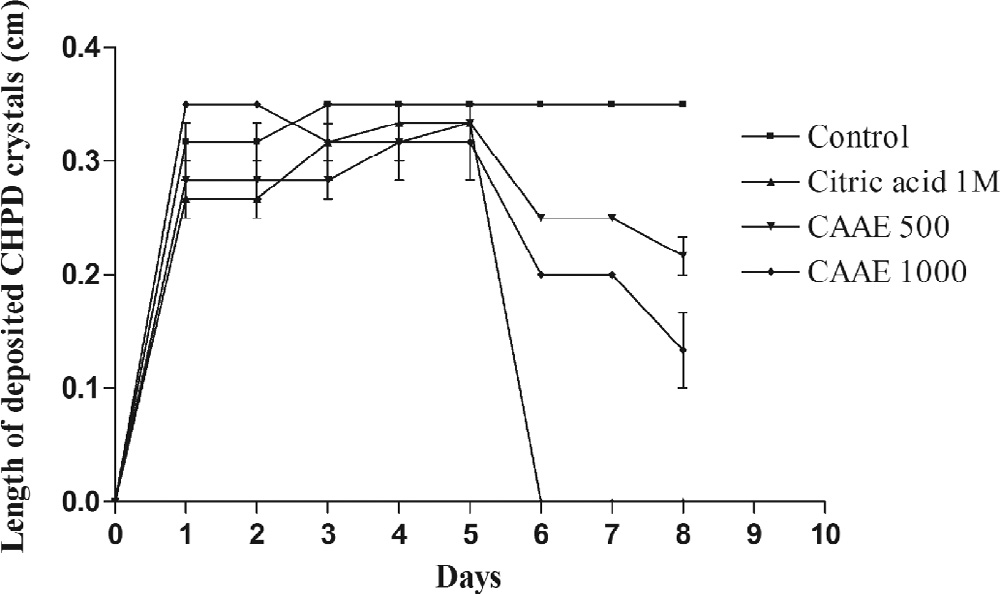 Length of deposited CHPD crystals (cm)
0.4
0.3
0.2
0.1
0.0
0 1 2 3 4 5 6 7 8 9 10
Days
Control
Citric acid 1M
CAAE 500
CAAE 1000